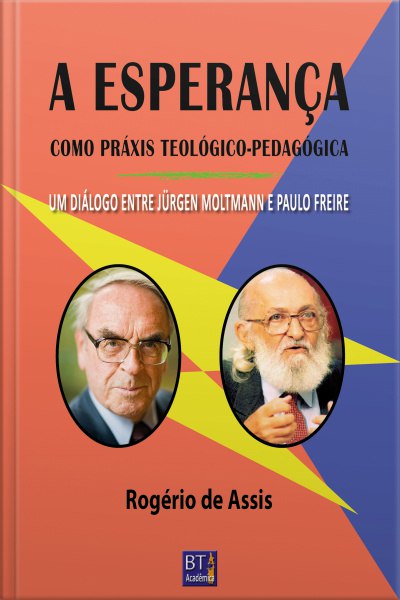 A ESPERANÇA
COMO PRÁXIS TEOLÓGICO-PEDAGÓGICA
UM DIÁLOGO ENTRE JÜRGEN MOLTMANN E PAULO FREIRE
Rogério de Assis
BT
Acadêmica